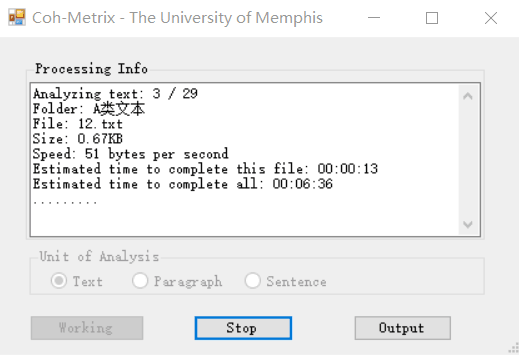 Coh-Metrix - The University of Memphis
Processing Info
Analyzing text: 3 / 29
Folder: A类文本
File: 12.txt
Size: 0.67KB
Speed: 51 bytes per second
Estimated time to complete this file: 00:00:13
Estimated time to complete all: 00:06:36
.........
Unit of Analysis
Text Paragraph Sentence
Working Stop Output